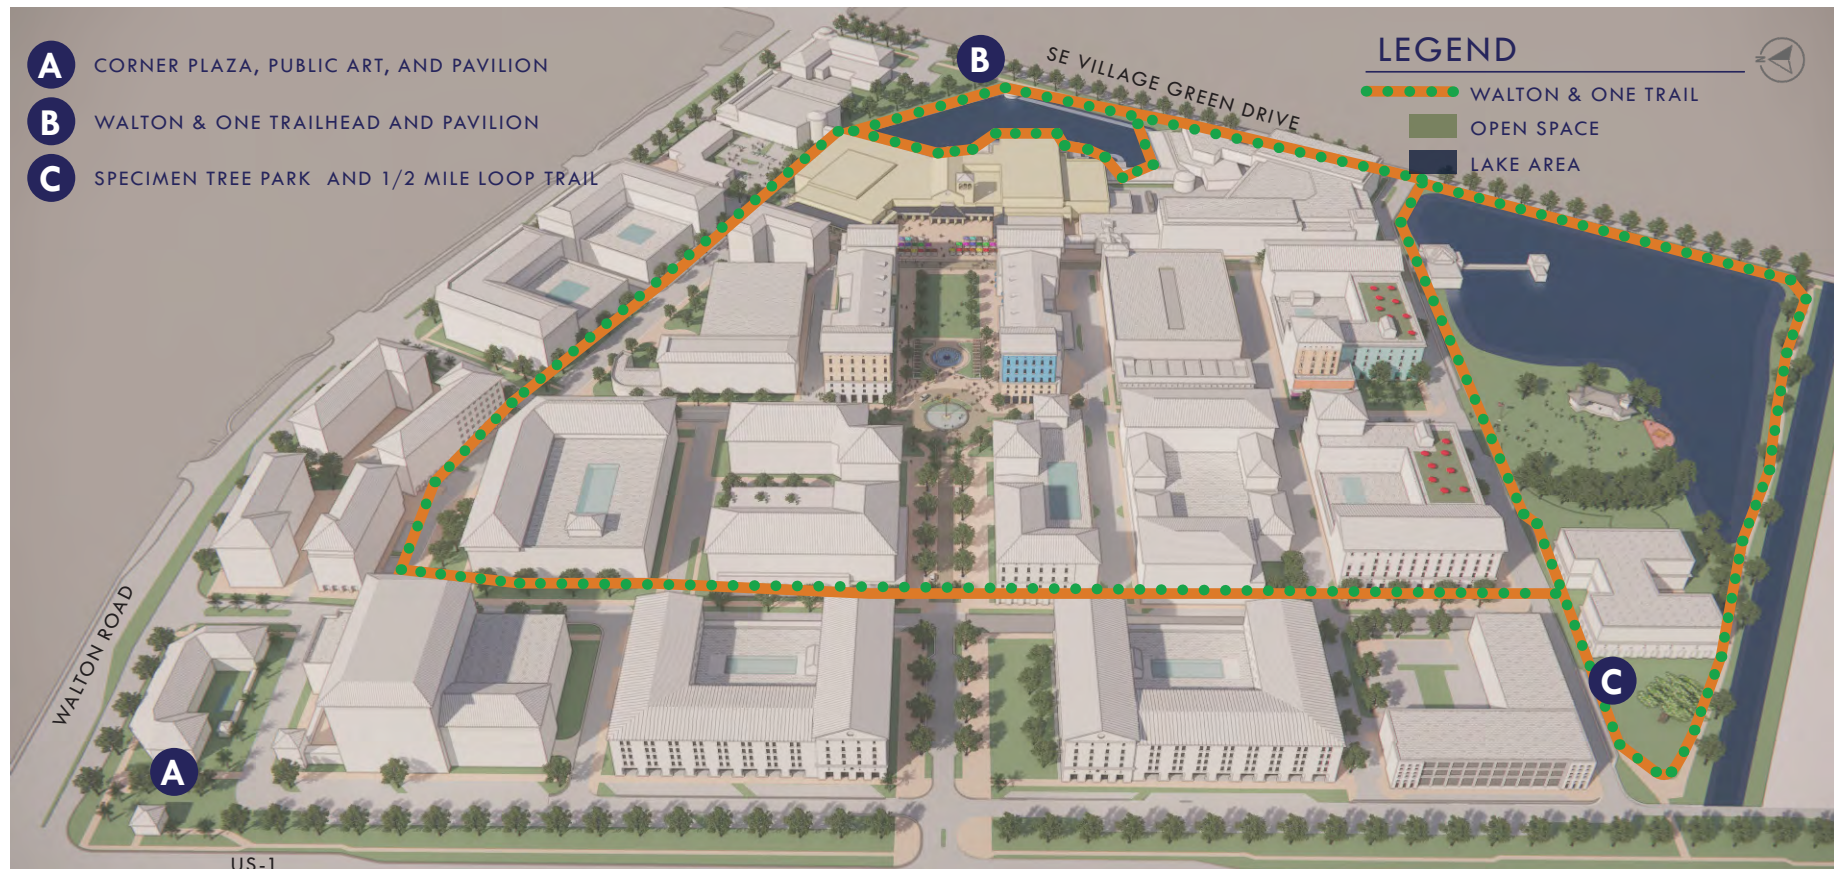 A CORNER PLAZA, PUBLIC ART, AND PAVILION
B WALTON & ONE TRAILHEAD AND PAVILION
C SPECIMEN TREE PARK AND 1/2 MILE LOOP TRAIL
B
SE VILLAGE GREEN DRIVE
LEGEND
N
WALTON & ONE TRAIL
OPEN SPACE
LAKE AREA
WALTON ROAD
A
C
US-1